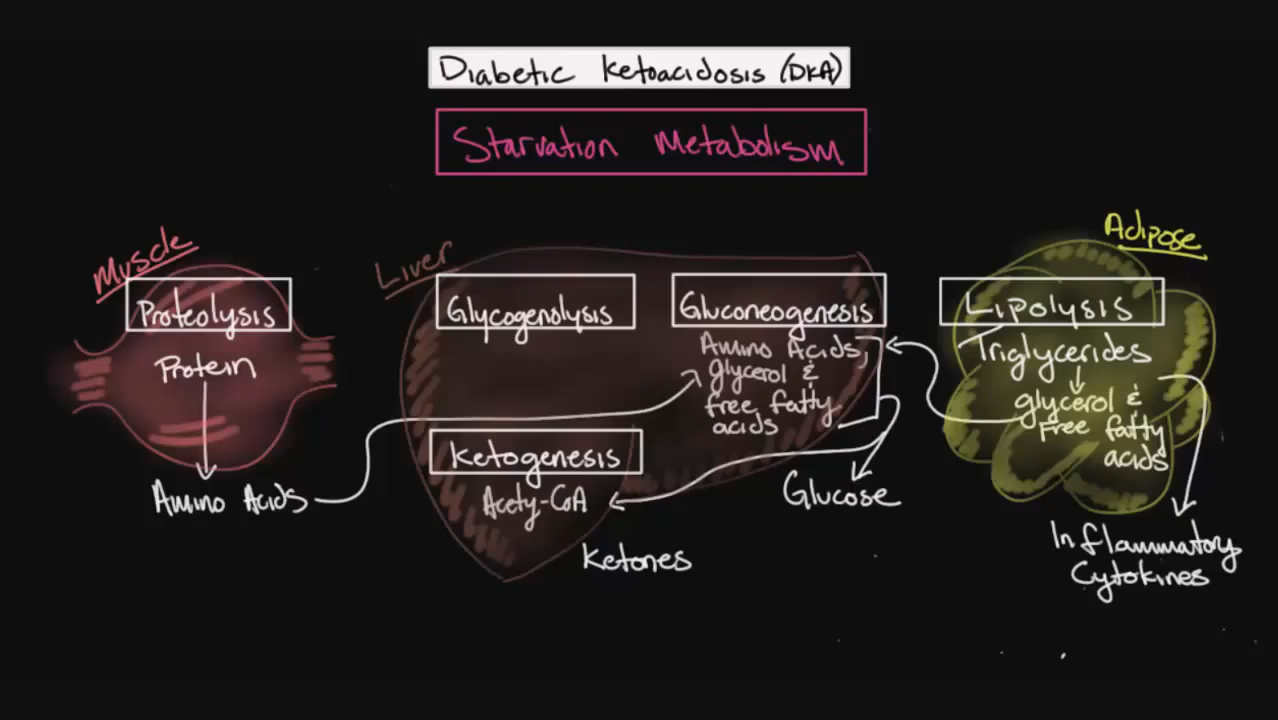 Diabetic Ketoacidosis (DKA)
Starvation Metabolism
Muscle
Proteolysis
Protein
Amino Acids
Liver
Glycogenolysis
Gluconeogenesis
Amino Acids,
glycerol &
free fatty
acids
Glucose
Ketogenesis
Acety-CoA
Ketones
Adipose
Lipolysis
Triglycerides
glycerol &
Free fatty
acids
Inflammatory
Cytokines